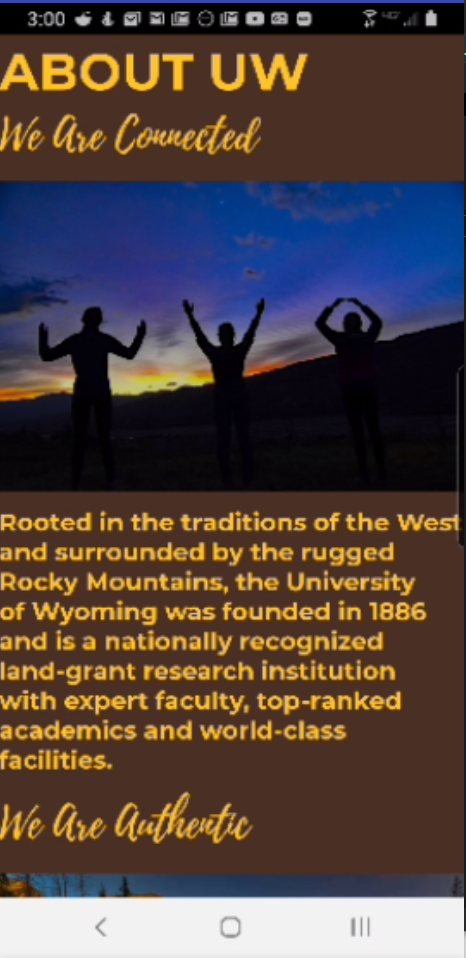 3:00
ABOUT UW
We Are Connected
Rooted in the traditions of the West
and surrounded by the rugged
Rocky Mountains, the University
of Wyoming was founded in 1886
and is a nationally recognized
land-grant research institution
with expert faculty, top-ranked
academics and world-class
facilities.
We Are Authentic